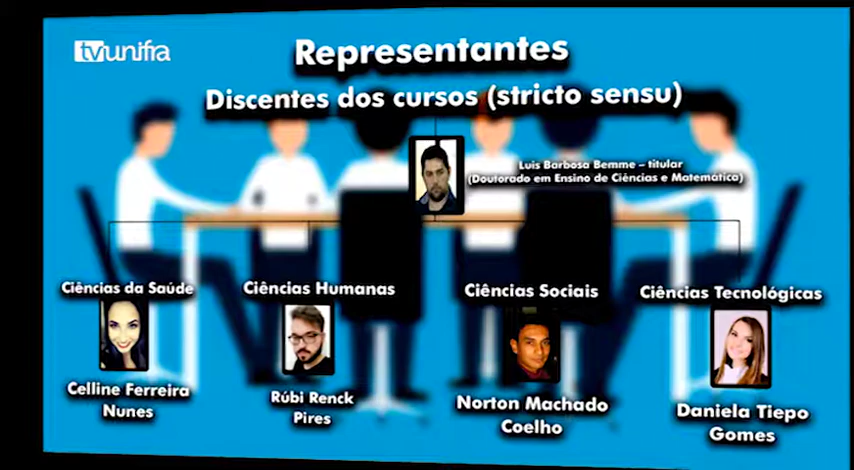 tvunifra
Representantes
Discentes dos cursos (stricto sensu)
Luis Barbosa Bemme – titular
(Doutorado em Ensino de Ciências e Matemática)
Ciências da Saúde
Ciências Humanas
Ciências Sociais
Ciências Tecnológicas
Celline Ferreira
Nunes
Rúbi Renck
Pires
Norton Machado
Coelho
Daniela Tiepo
Gomes